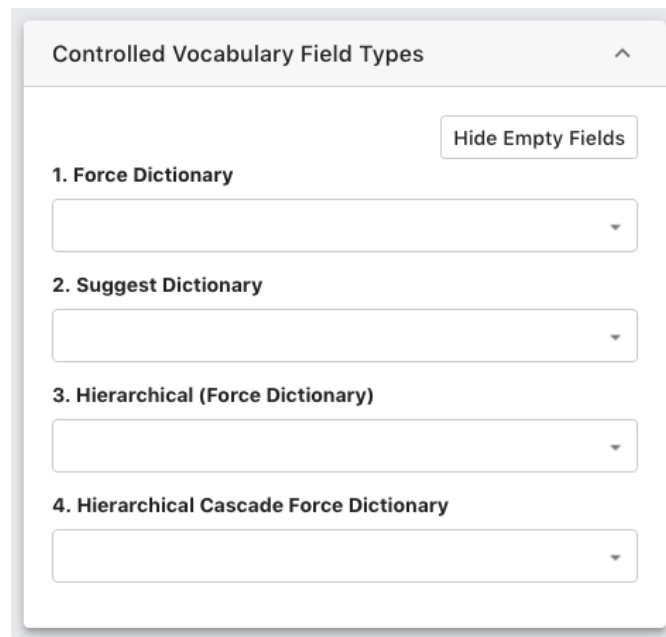 Controlled Vocabulary Field Types
Hide Empty Fields
1. Force Dictionary
2. Suggest Dictionary
3. Hierarchical (Force Dictionary)
4. Hierarchical Cascade Force Dictionary